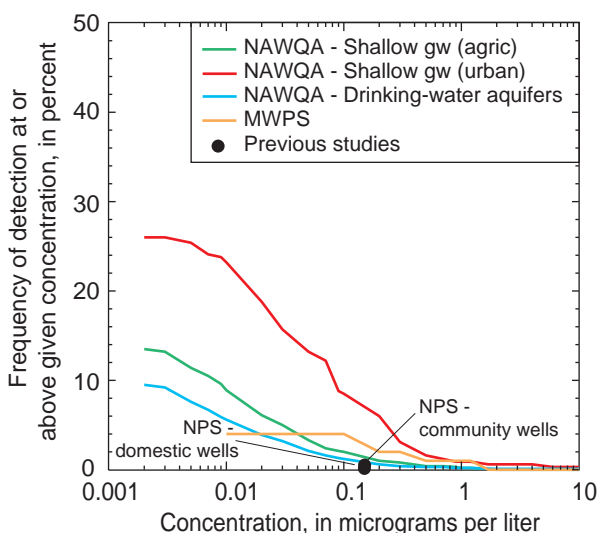 Frequency of detection at or
above given concentration, in percent
50
40
30
20
10
0
NAWQA - Shallow gw (agric)
NAWQA - Shallow gw (urban)
NAWQA - Drinking-water aquifers
MWPS
Previous studies
NPS -
domestic wells
NPS -
community wells
0.001
0.01
0.1
1
10
Concentration, in micrograms per liter